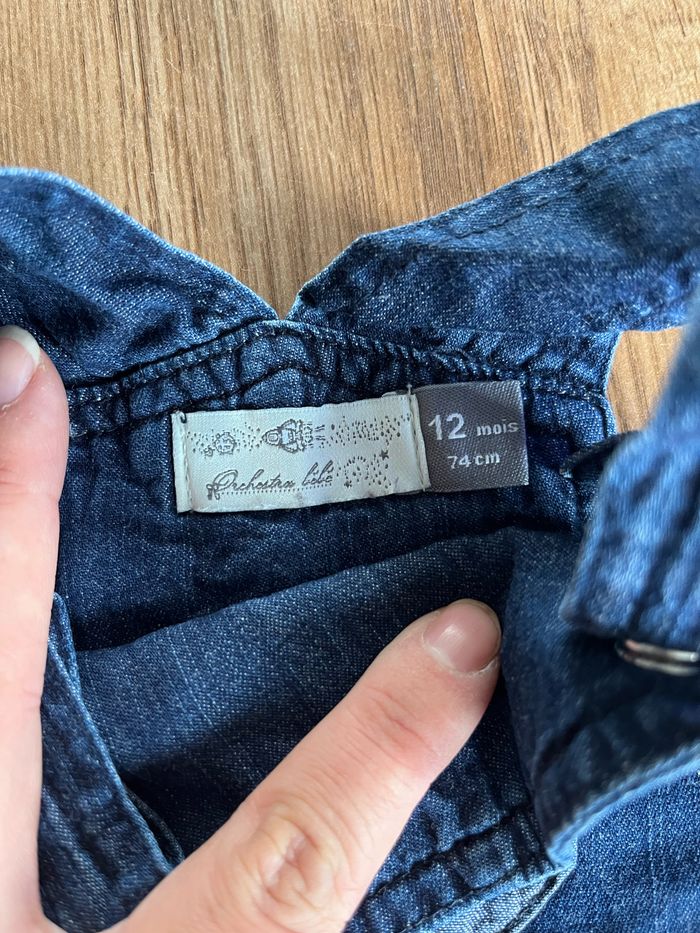 Orchestra bébé
12 mois
74 cm